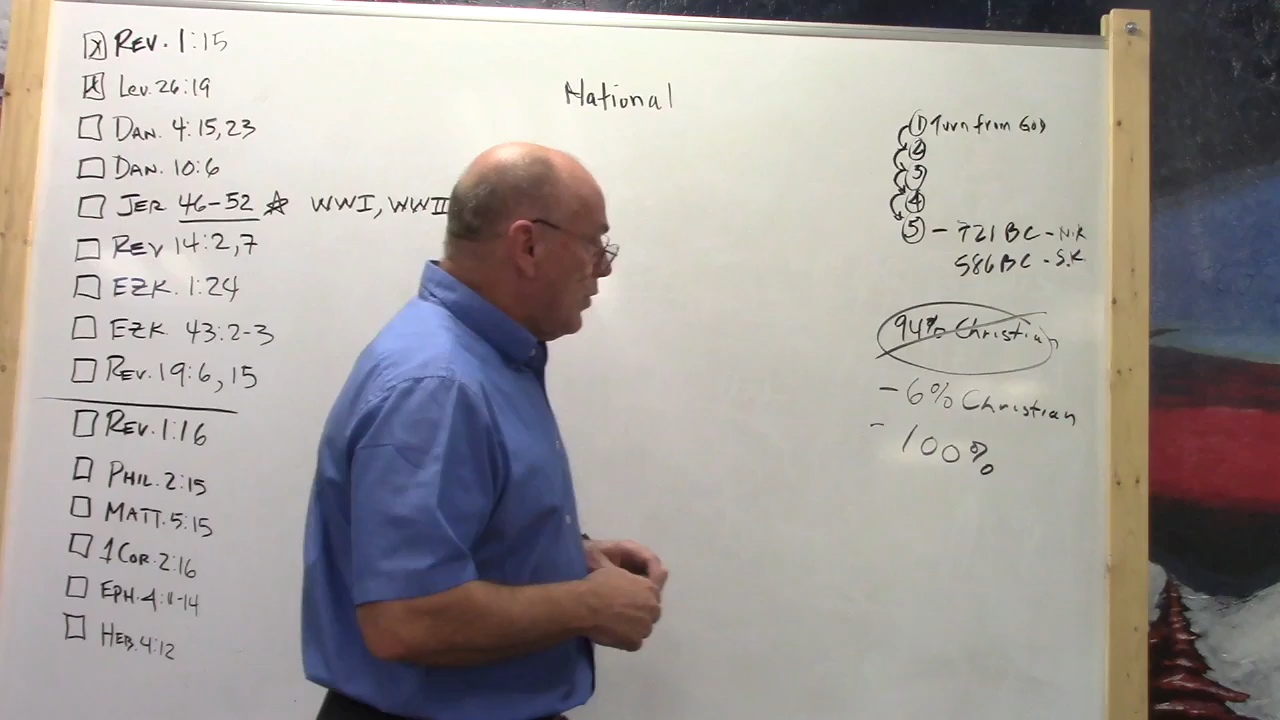 Rev. 1:15
Lev. 26:19
Dan. 4:15,23
Dan. 10:6
Jer 46-52 ☆ WWI, WWII
Rev 14:2,7
Ezk. 1:24
Ezk 43:2-3
Rev. 19:6, 15
Rev. 1:16
Phil. 2:15
Matt. 5:15
1 Cor. 2:16
Eph. 4:11-14
Heb. 4:12
National
① Turn from God
②
③
④
⑤ - 721 BC - N.K
586 BC - S.K
94% Christian
- 6% Christian
- 100%